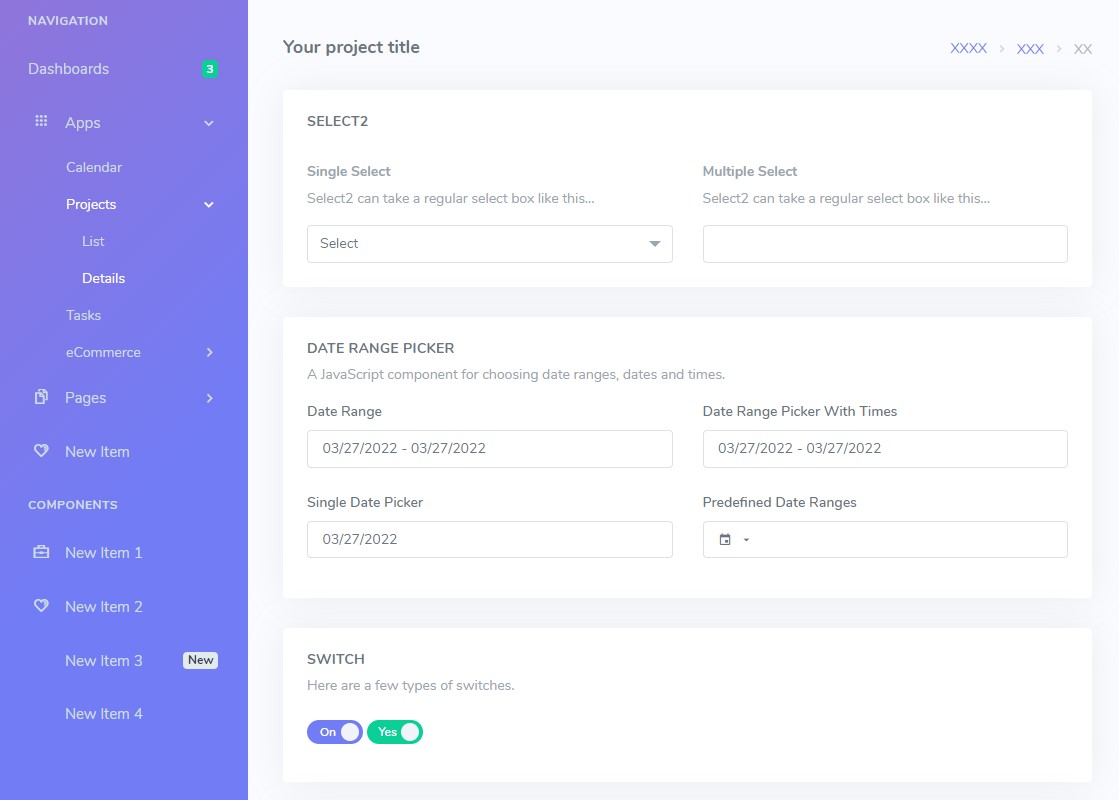 NAVIGATION
Dashboards 3
Apps
Calendar
Projects
List
Details
Tasks
eCommerce
Pages
New Item
COMPONENTS
New Item 1
New Item 2
New Item 3 New
New Item 4
Your project title
XXXX XXX XX
SELECT2
Single Select
Select2 can take a regular select box like this...
Select
Multiple Select
Select2 can take a regular select box like this...
DATE RANGE PICKER
A JavaScript component for choosing date ranges, dates and times.
Date Range
03/27/2022 - 03/27/2022
Date Range Picker With Times
03/27/2022 - 03/27/2022
Single Date Picker
03/27/2022
Predefined Date Ranges
SWITCH
Here are a few types of switches.
On Yes